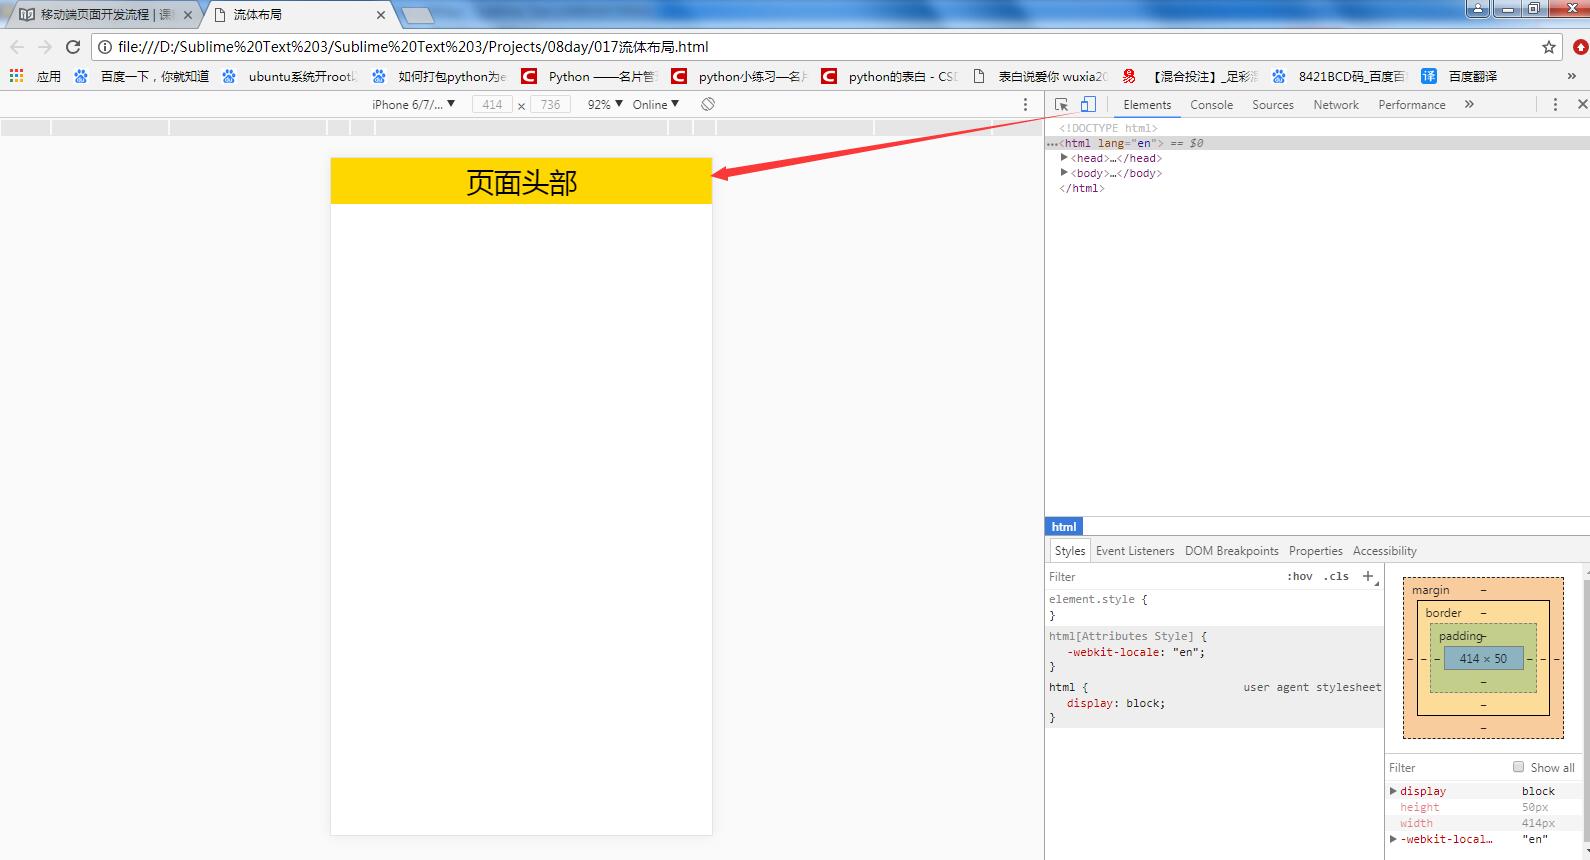 移动端页面开发流程 | 课
流体布局
file:///D:/Sublime%20Text%203/Sublime%20Text%203/Projects/08day/017流体布局.html
应用 百度一下，你就知道 ubuntu系统开root 如何打包python为e Python ——名片管 python小练习—名片 python的表白 - CSD 表白说爱你 wuxia20 【混合投注】_足彩 8421BCD码_百度百 译 百度翻译 »
iPhone 6/7/... ▼ 414 × 736 92% ▼ Online ▼
Elements Console Sources Network Performance »
<!DOCTYPE html>
...<html lang="en"> == $0
▶<head>…</head>
▶<body>…</body>
</html>
页面头部
html
Styles Event Listeners DOM Breakpoints Properties Accessibility
Filter :hov .cls +
element.style {
}
html[Attributes Style] {
-webkit-locale: "en";
}
html { user agent stylesheet
display: block;
}
margin –
border –
padding–
– – – 414 × 50 – – –
–
–
–
Filter Show all
▶ display block
height 50px
width 414px
▶ -webkit-local… "en"